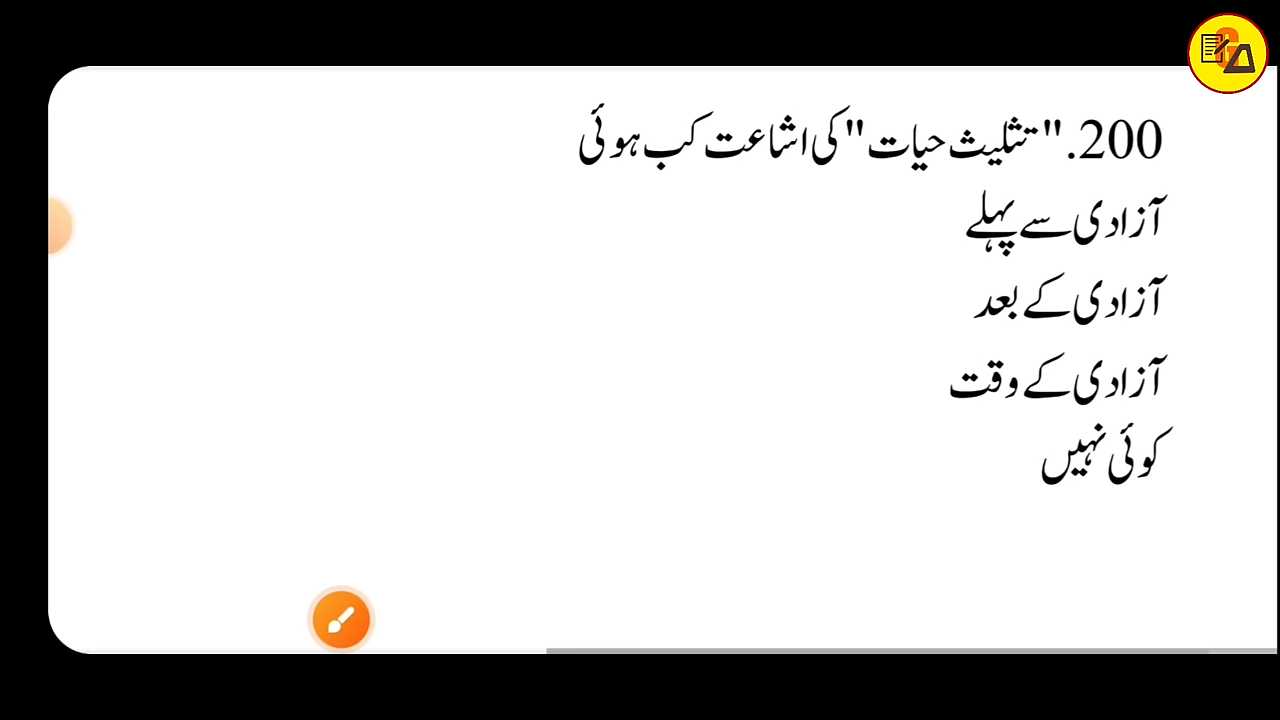 200. "تثلیث حیات" کی اشاعت کب ہوئی
آزادی سے پہلے
آزادی کے بعد
آزادی کے وقت
کوئی نہیں